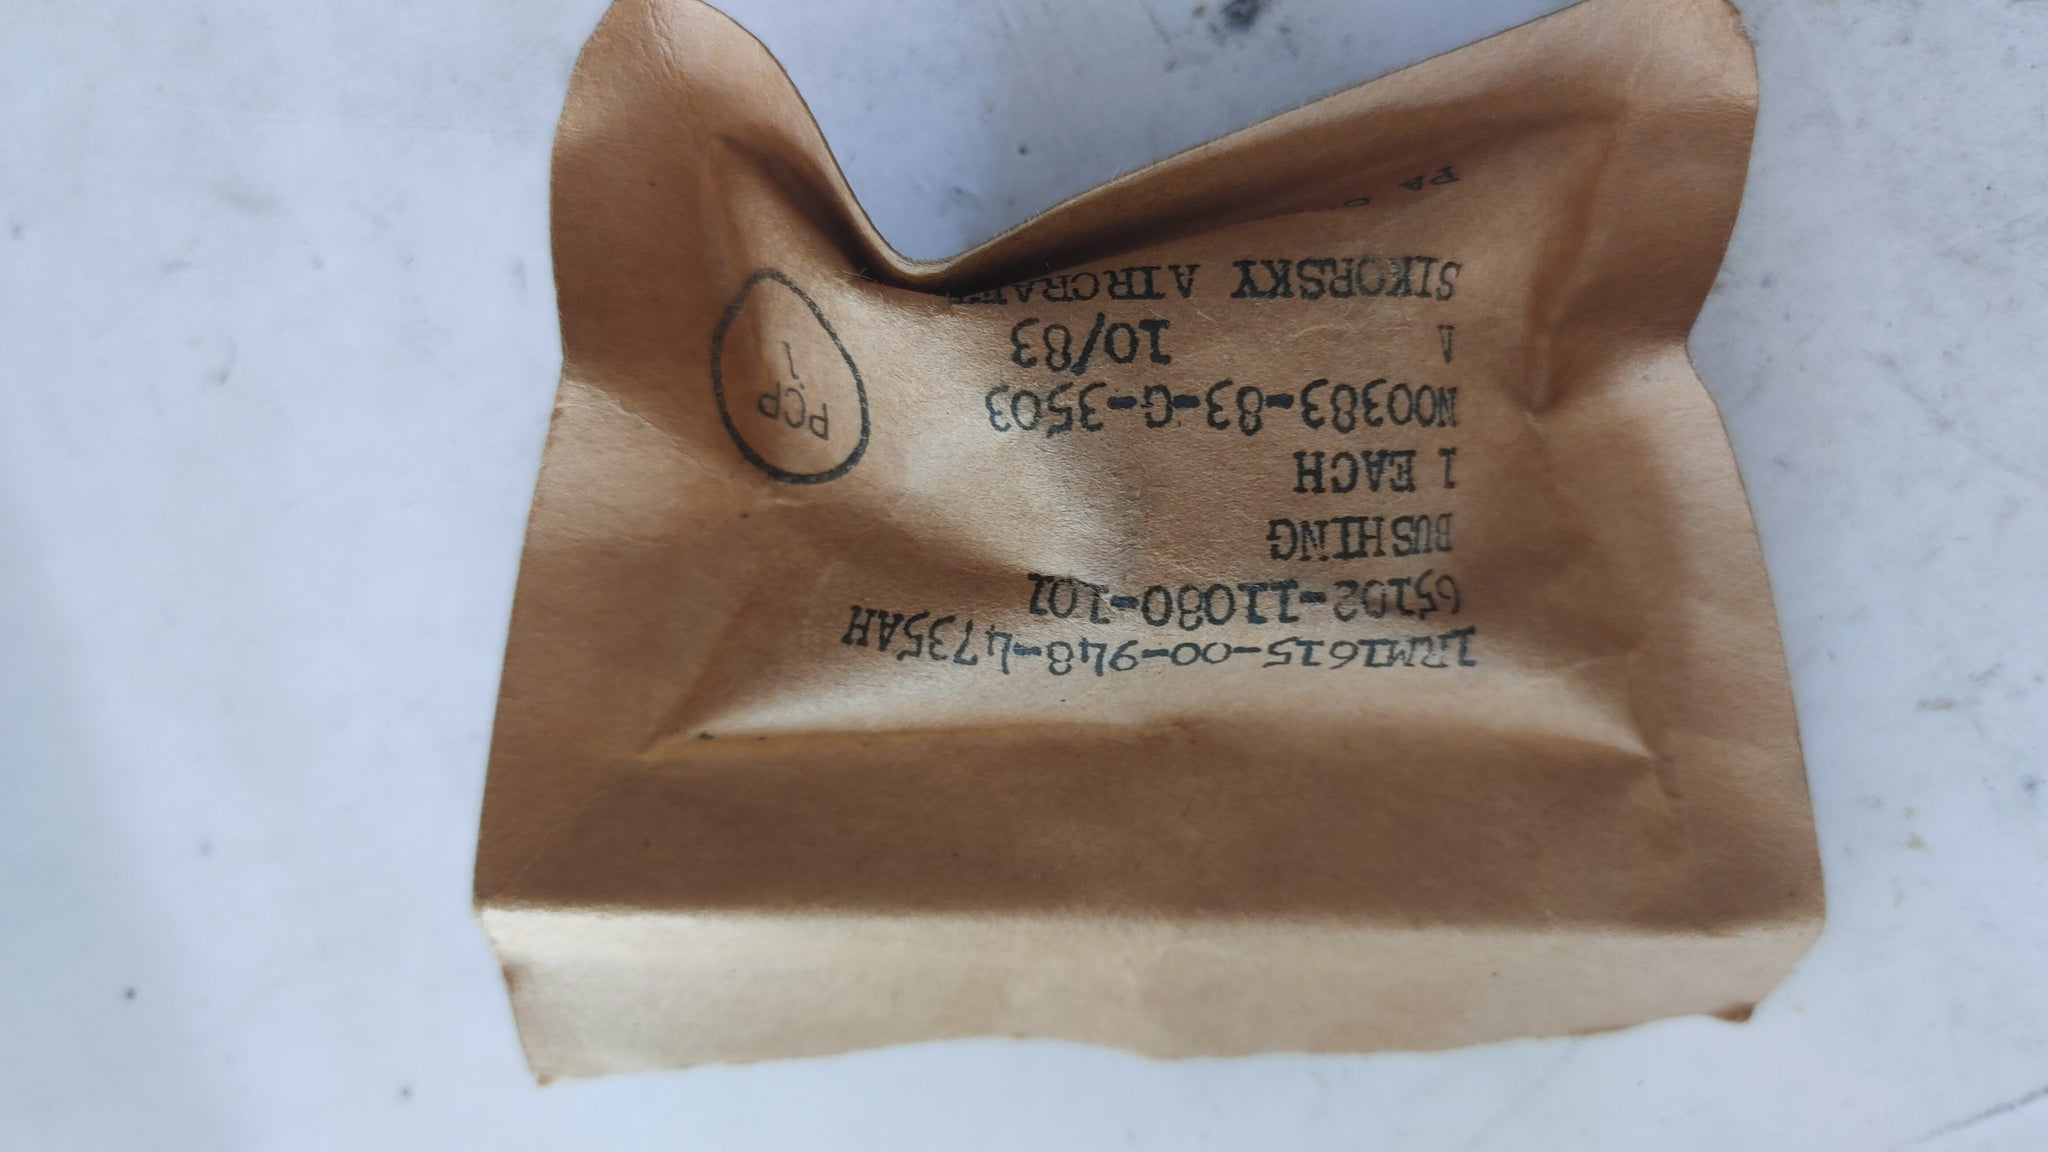 1RM1615-00-948-4735AH
65102-11080-101
BUSHING
1 EACH
N00383-83-G-3503
A 10/83
SIKORSKY AIRCRAFT
PA
PCP
1